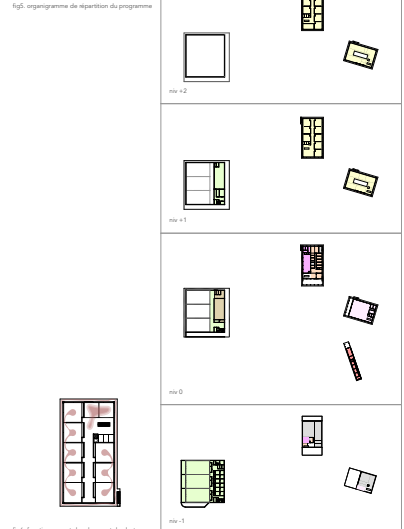 fig5. organigramme de répartition du programme
niv +2
niv +1
niv 0
niv -1